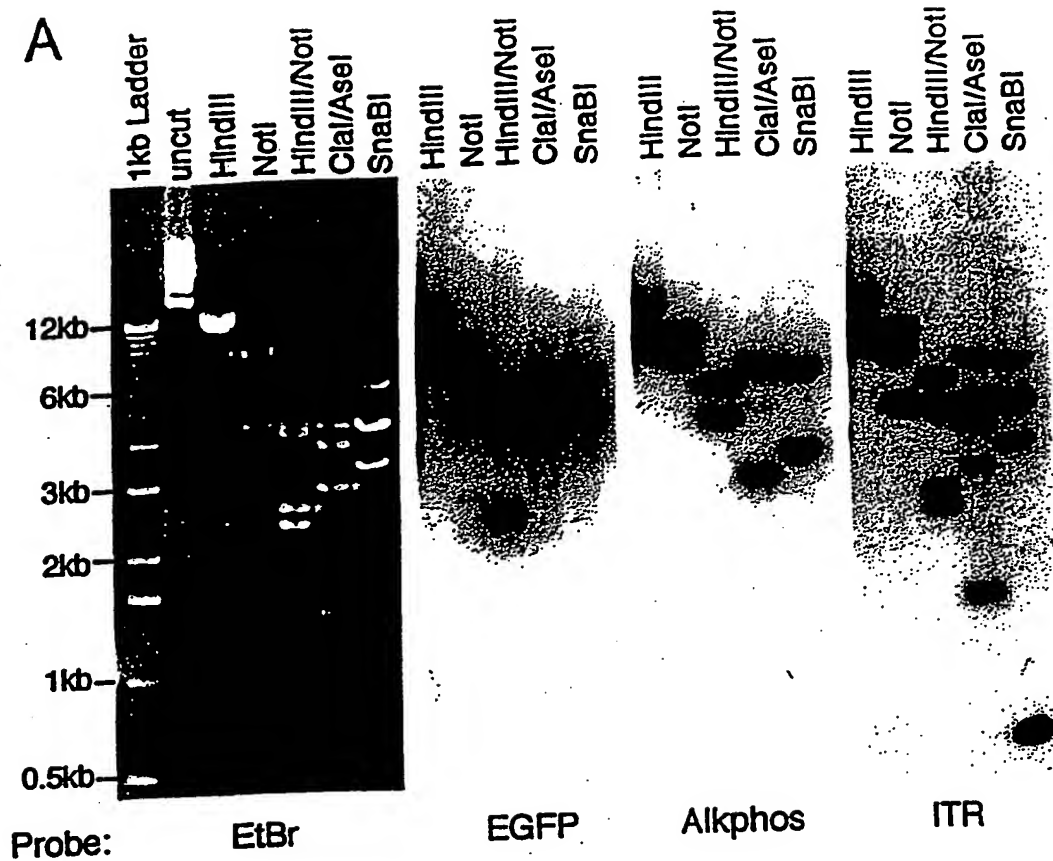 A
1kb Ladder
uncut
HindIII
NotI
HindIII/NotI
ClaI/AseI
SnaBI
HindIII
NotI
HindIII/NotI
ClaI/AseI
SnaBI
HindIII
NotI
HindIII/NotI
ClaI/AseI
SnaBI
HindIII
NotI
HindIII/NotI
ClaI/AseI
SnaBI
12kb
6kb
3kb
2kb
1kb
0.5kb
Probe: EtBr EGFP Alkphos ITR